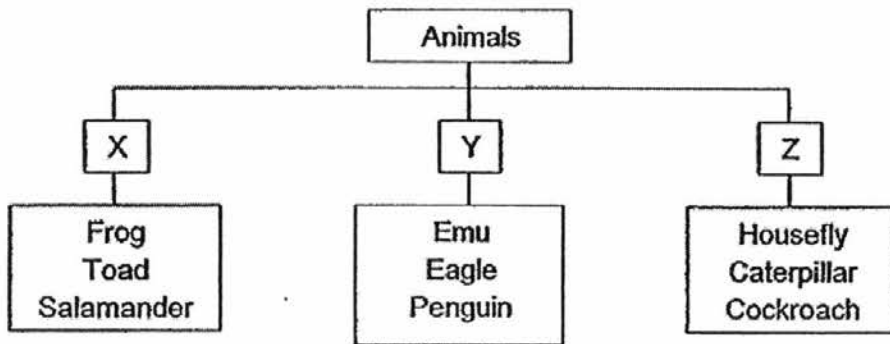 Animals
X
Y
Z
Frog
Toad
Salamander
Emu
Eagle
Penguin
Housefly
Caterpillar
Cockroach